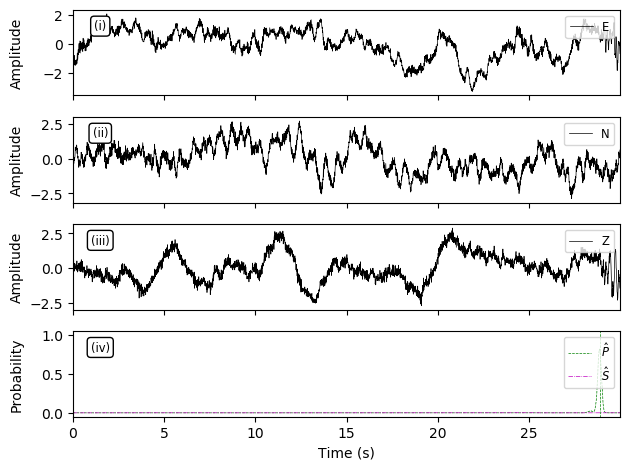 2
0
−2
Amplitude
(i)
E
2.5
0.0
−2.5
Amplitude
(ii)
N
2.5
0.0
−2.5
Amplitude
(iii)
Z
1.0
0.5
0.0
Probability
(iv)
P̂
Ŝ
0 5 10 15 20 25
Time (s)